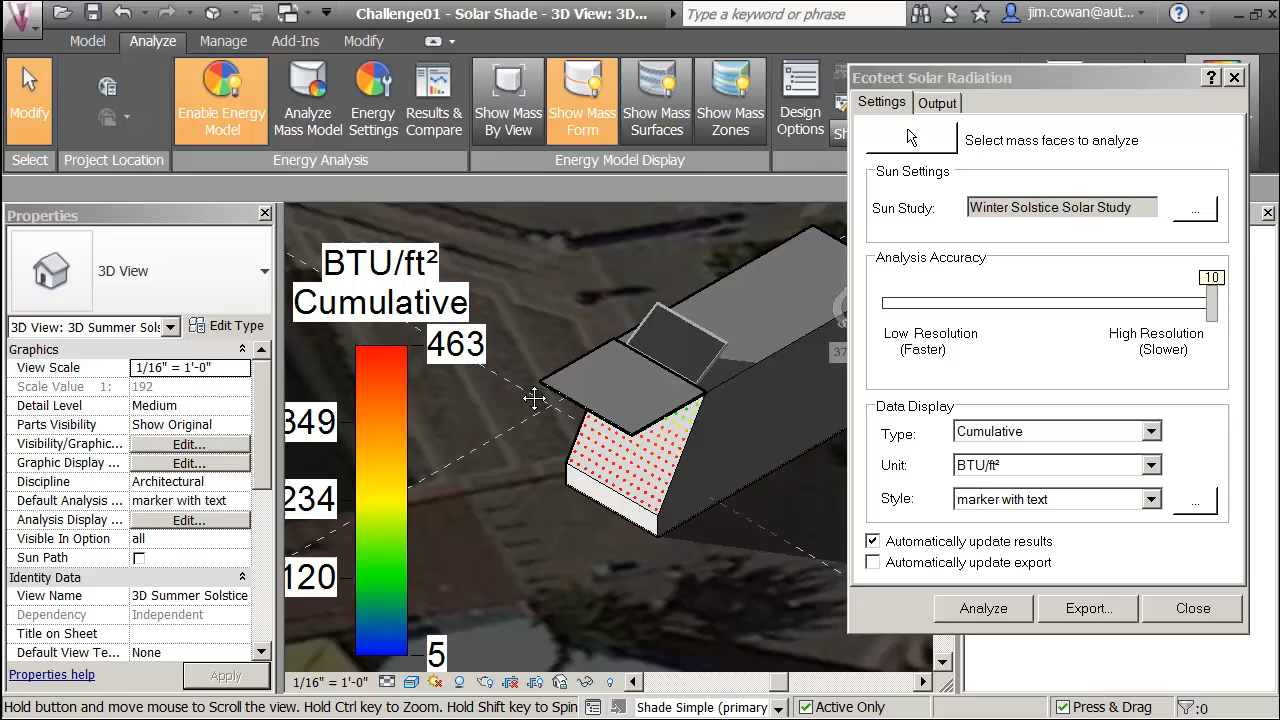 Challenge01 - Solar Shade - 3D View: 3D...
Type a keyword or phrase
jim.cowan@aut...
Model
Analyze
Manage
Add-Ins
Modify
Modify
Enable Energy
Model
Analyze
Mass Model
Energy
Settings
Results &
Compare
Show Mass
By View
Show Mass
Form
Show Mass
Surfaces
Show Mass
Zones
Design
Options
Select
Project Location
Energy Analysis
Energy Model Display
Properties
3D View
3D View: 3D Summer Sols
Edit Type
Graphics
View Scale
1/16" = 1'-0"
Scale Value    1:
192
Detail Level
Medium
Parts Visibility
Show Original
Visibility/Graphic...
Edit...
Graphic Display ...
Edit...
Discipline
Architectural
Default Analysis ...
marker with text
Analysis Display ...
Edit...
Visible In Option
all
Sun Path
Identity Data
View Name
3D Summer Solstice
Dependency
Independent
Title on Sheet
Default View Te...
None
Properties help
Apply
BTU/ft²
Cumulative
463
349
234
120
5
37
Ecotect Solar Radiation
Settings
Output
Select mass faces to analyze
Sun Settings
Sun Study:
Winter Solstice Solar Study
...
Analysis Accuracy
10
Low Resolution
(Faster)
High Resolution
(Slower)
Data Display
Type:
Cumulative
Unit:
BTU/ft²
Style:
marker with text
...
Automatically update results
Automatically update export
Analyze
Export...
Close
1/16" = 1'-0"
Hold button and move mouse to Scroll the view. Hold Ctrl key to Zoom. Hold Shift key to Spin
Shade Simple (primary
Active Only
Press & Drag
:0